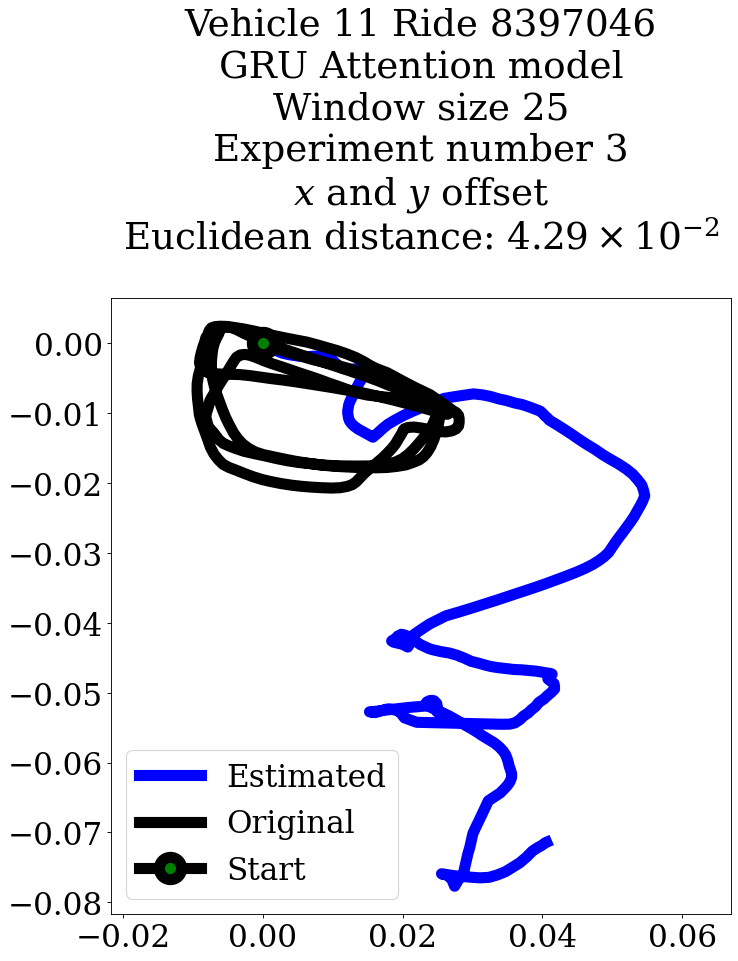 Vehicle 11 Ride 8397046
GRU Attention model
Window size 25
Experiment number 3
x and y offset
Euclidean distance: 4.29 × 10⁻²
0.00
−0.01
−0.02
−0.03
−0.04
−0.05
−0.06
−0.07
−0.08
Estimated
Original
Start
−0.02 0.00 0.02 0.04 0.06